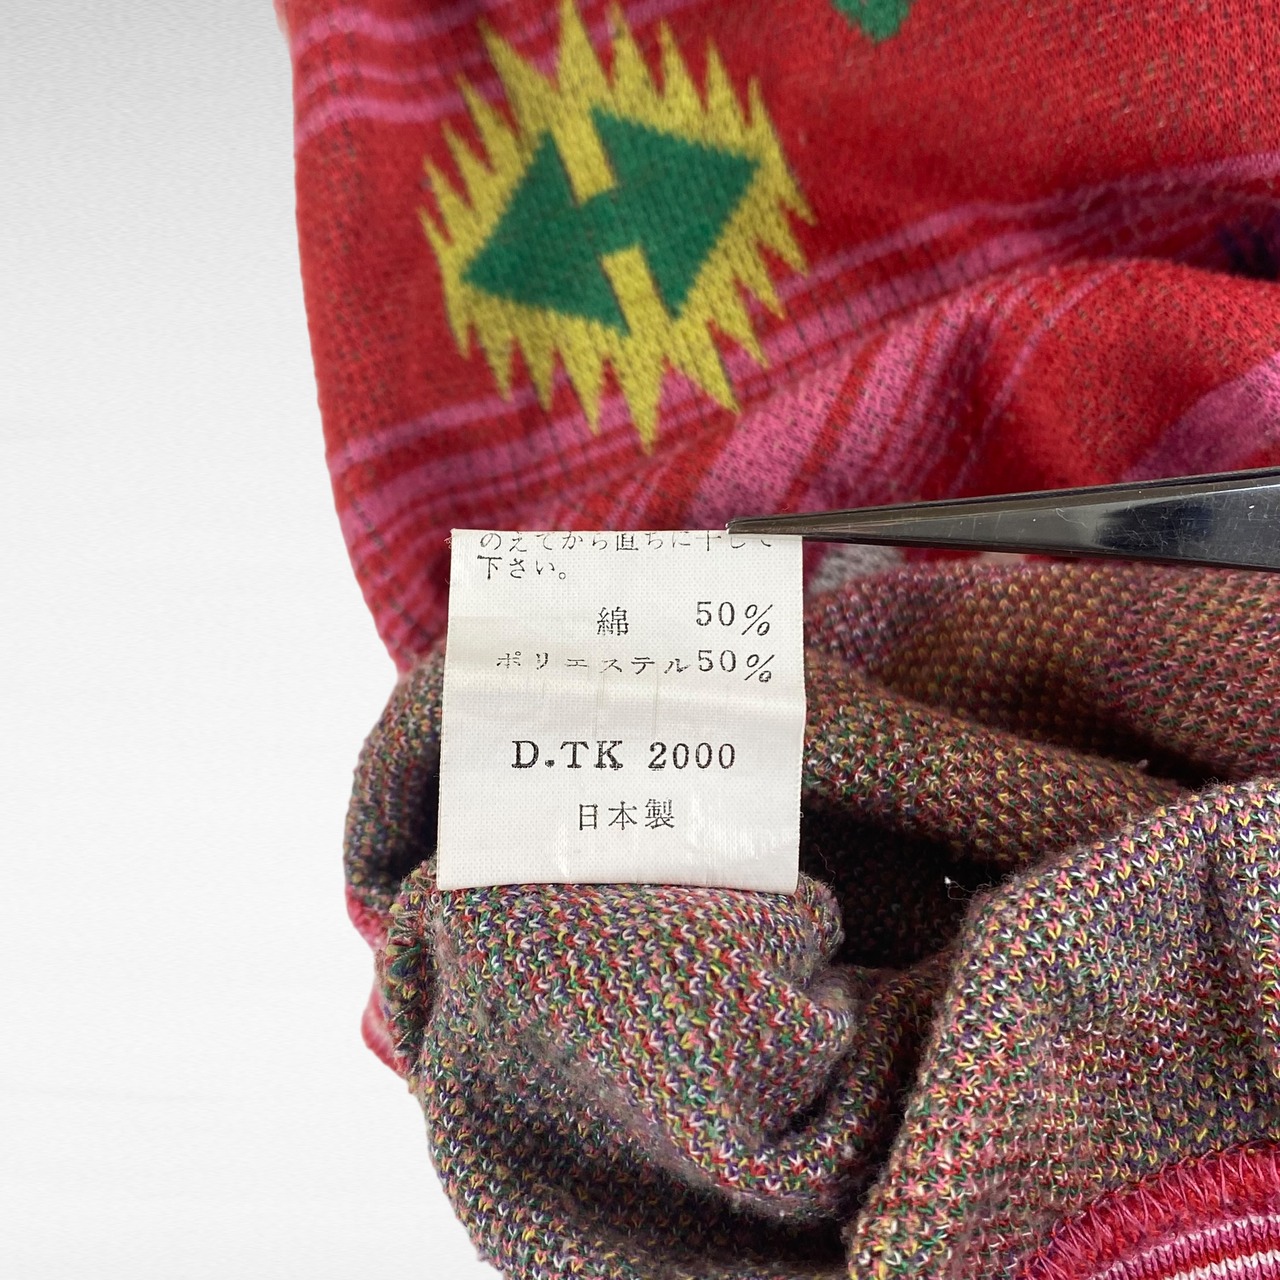 のえてから直ちに干して
下さい。
綿 50%
ポリエステル50%
D.TK 2000
日本製